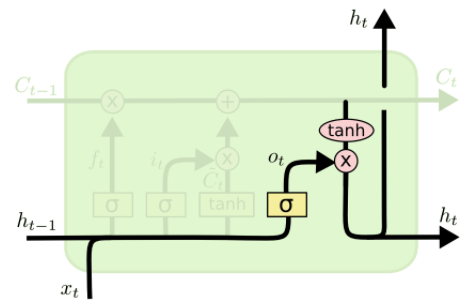 h_t
C_{t-1} x + C_t
tanh
f_t i_t x o_t x
C̃_t
σ σ tanh σ
h_{t-1} h_t
x_t